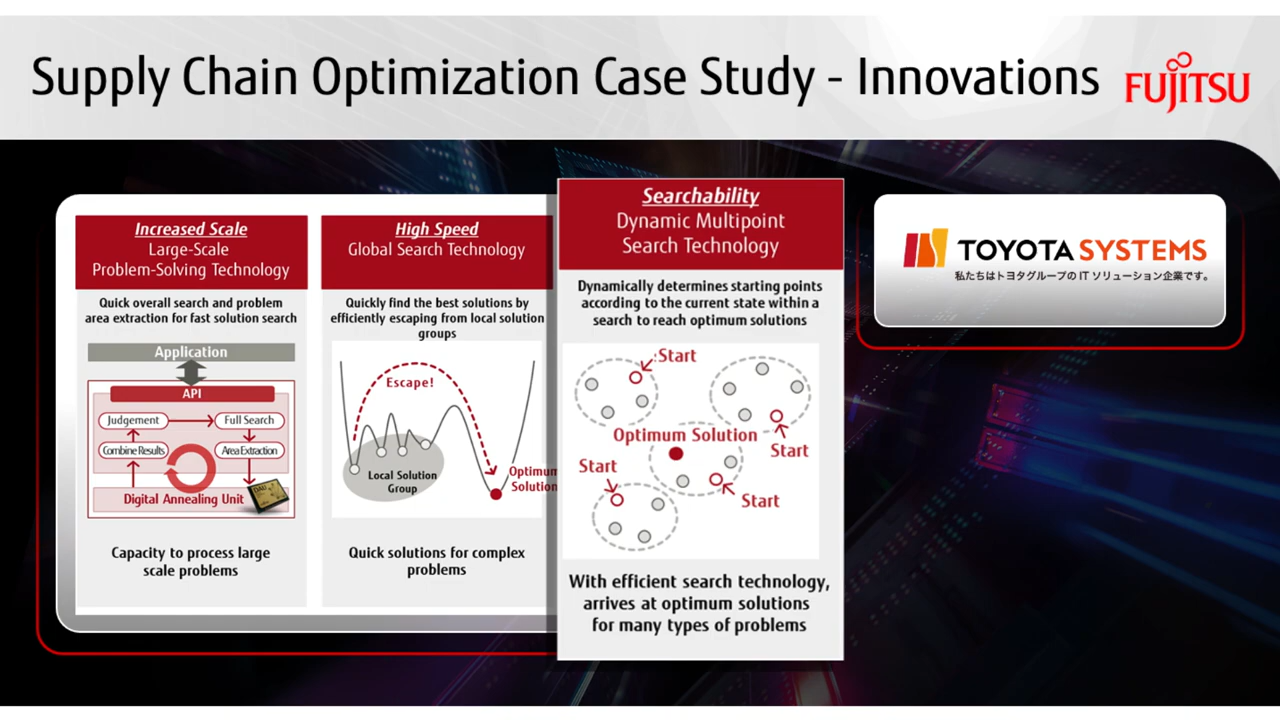 Supply Chain Optimization Case Study - Innovations
FUJITSU
Increased Scale
Large-Scale
Problem-Solving Technology
Quick overall search and problem
area extraction for fast solution search
Application
API
Judgement
Full Search
Combine Results
Area Extraction
Digital Annealing Unit
DAU
Capacity to process large
scale problems
High Speed
Global Search Technology
Quickly find the best solutions by
efficiently escaping from local solution
groups
Escape!
Local Solution
Group
Optimum
Solution
Quick solutions for complex
problems
Searchability
Dynamic Multipoint
Search Technology
Dynamically determines starting points
according to the current state within a
search to reach optimum solutions
Start
Optimum Solution
Start
Start
Start
With efficient search technology,
arrives at optimum solutions
for many types of problems
TOYOTA SYSTEMS
私たちはトヨタグループのITソリューション企業です。